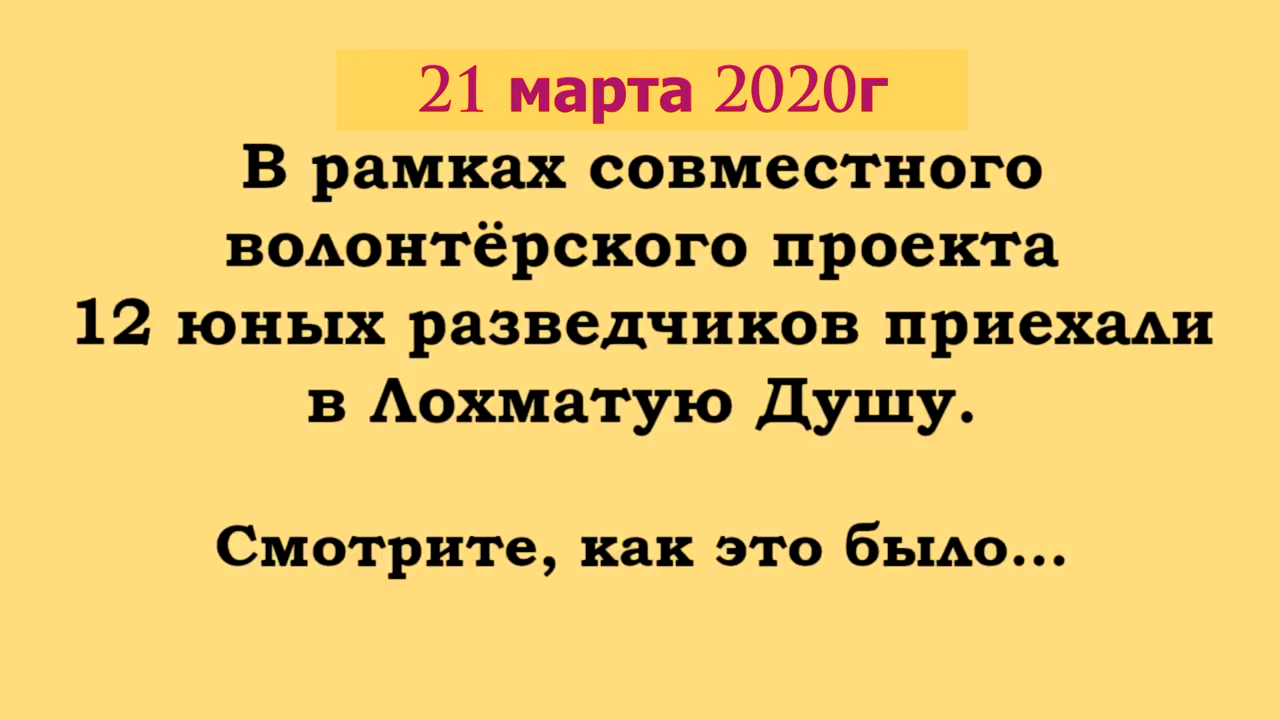 21 марта 2020г
В рамках совместного
волонтёрского проекта
12 юных разведчиков приехали
в Лохматую Душу.
Смотрите, как это было...